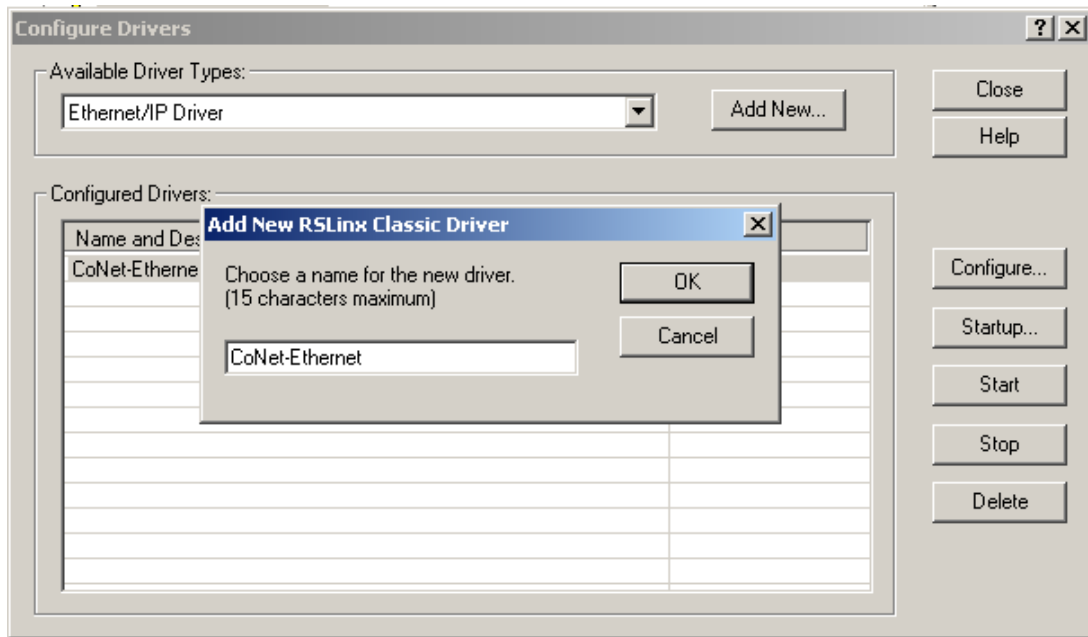 Configure Drivers
Available Driver Types:
Ethernet/IP Driver
Add New...
Close
Help
Configured Drivers:
Add New RSLinx Classic Driver
Name and Des
CoNet-Etherne
Choose a name for the new driver.
(15 characters maximum)
OK
Cancel
CoNet-Ethernet
Configure...
Startup...
Start
Stop
Delete